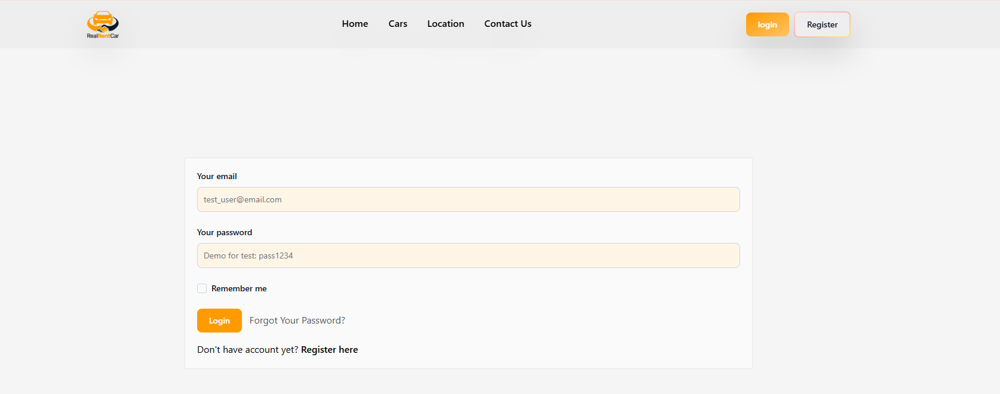 RealRentCar
Home Cars Location Contact Us
login Register
Your email
test_user@email.com
Your password
Demo for test: pass1234
Remember me
Login Forgot Your Password?
Don't have account yet? Register here